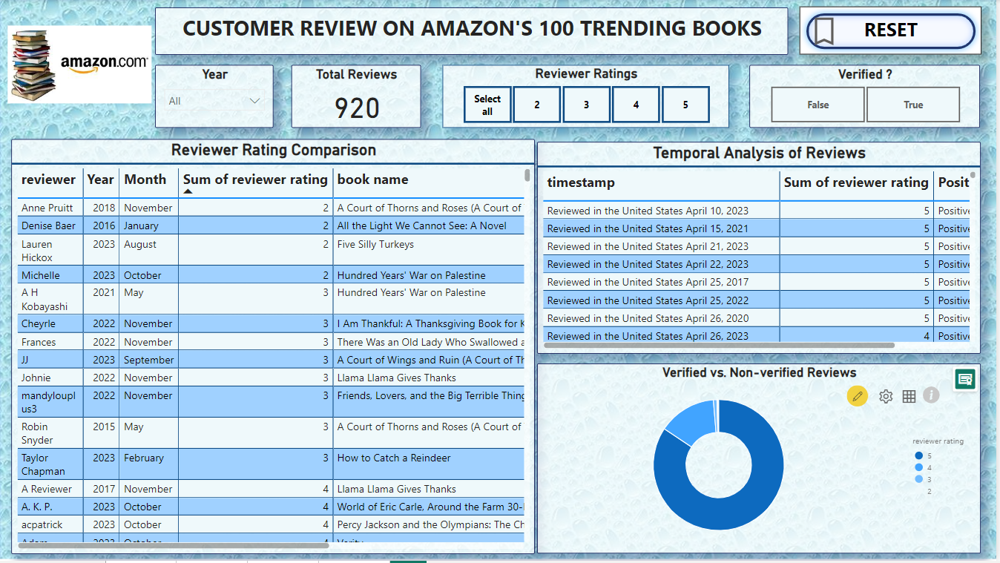 CUSTOMER REVIEW ON AMAZON'S 100 TRENDING BOOKS
RESET
amazon.com
Year
All
Total Reviews
920
Reviewer Ratings
Select
all
2
3
4
5
Verified ?
False
True
Reviewer Rating Comparison
reviewer Year Month Sum of reviewer rating book name
Anne Pruitt 2018 November 2 A Court of Thorns and Roses (A Court of
Denise Baer 2016 January 2 All the Light We Cannot See: A Novel
Lauren 2023 August 2 Five Silly Turkeys
Hickox
Michelle 2023 October 2 Hundred Years' War on Palestine
A H 2021 May 3 Hundred Years' War on Palestine
Kobayashi
Cheyrle 2022 November 3 I Am Thankful: A Thanksgiving Book for K
Frances 2022 November 3 There Was an Old Lady Who Swallowed a
JJ 2023 September 3 A Court of Wings and Ruin (A Court of Th
Johnie 2022 November 3 Llama Llama Gives Thanks
mandyloupl 2022 November 3 Friends, Lovers, and the Big Terrible Thing
us3
Robin 2015 May 3 A Court of Thorns and Roses (A Court of
Snyder
Taylor 2023 February 3 How to Catch a Reindeer
Chapman
A Reviewer 2017 November 4 Llama Llama Gives Thanks
A. K. P. 2023 October 4 World of Eric Carle, Around the Farm 30-
acpatrick 2023 October 4 Percy Jackson and the Olympians: The Ch
Temporal Analysis of Reviews
timestamp Sum of reviewer rating Posit
Reviewed in the United States April 10, 2023 5 Positive
Reviewed in the United States April 15, 2021 5 Positive
Reviewed in the United States April 21, 2023 5 Positive
Reviewed in the United States April 22, 2023 5 Positive
Reviewed in the United States April 25, 2017 5 Positive
Reviewed in the United States April 25, 2022 5 Positive
Reviewed in the United States April 26, 2020 5 Positive
Reviewed in the United States April 26, 2023 4 Positive
Verified vs. Non-verified Reviews
reviewer rating
5
4
3
2